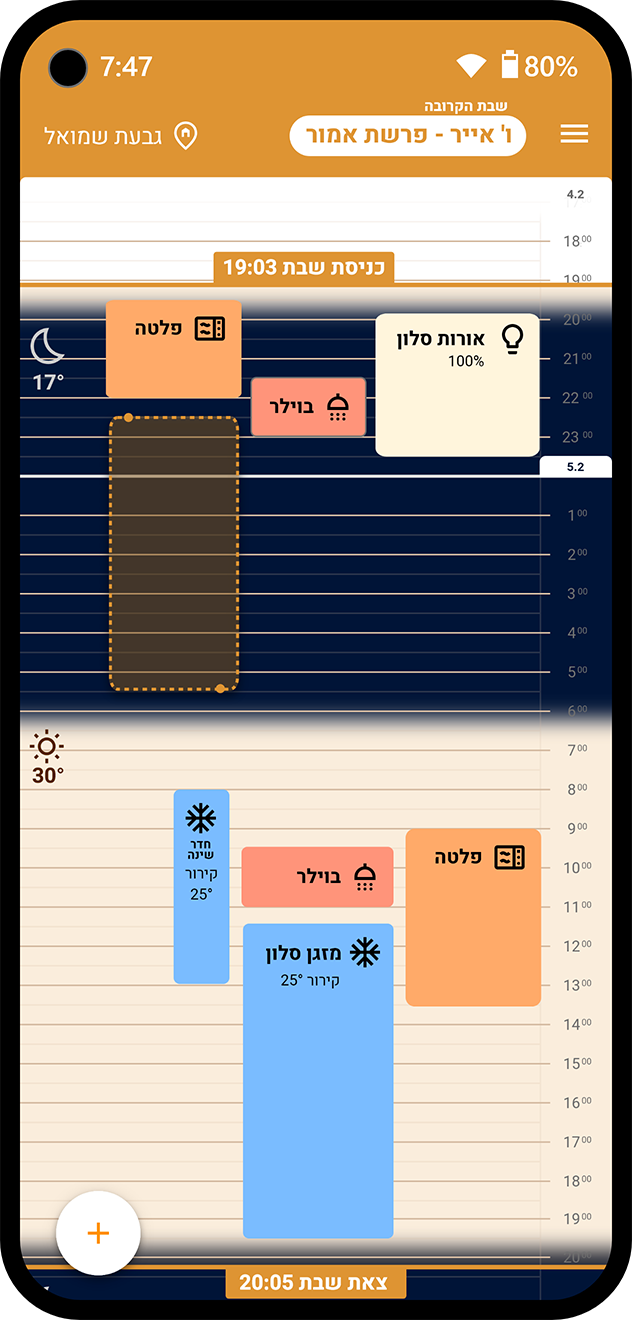 7:47
80%
שבת הקרובה
ו' אייר - פרשת אמור
גבעת שמואל
4.2
18 00
כניסת שבת 19:03
19 00
20 00
פלטה
אורות סלון
100%
17°
21 00
22 00
בוילר
23 00
5.2
1 00
2 00
3 00
4 00
5 00
6 00
7 00
30°
8 00
חדר
שינה
קירור
25°
9 00
פלטה
10 00
בוילר
11 00
12 00
מזגן סלון
קירור 25°
13 00
14 00
15 00
16 00
17 00
18 00
19 00
20 00
צאת שבת 20:05